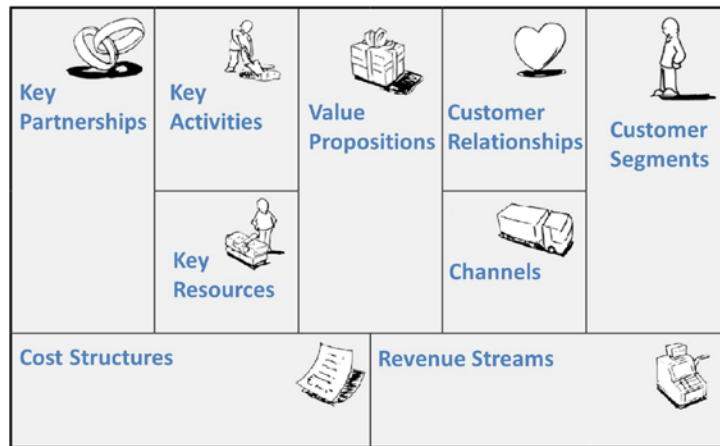 Key
Partnerships
Key
Activities
Key
Resources
Value
Propositions
Customer
Relationships
Channels
Customer
Segments
Cost Structures
Revenue Streams